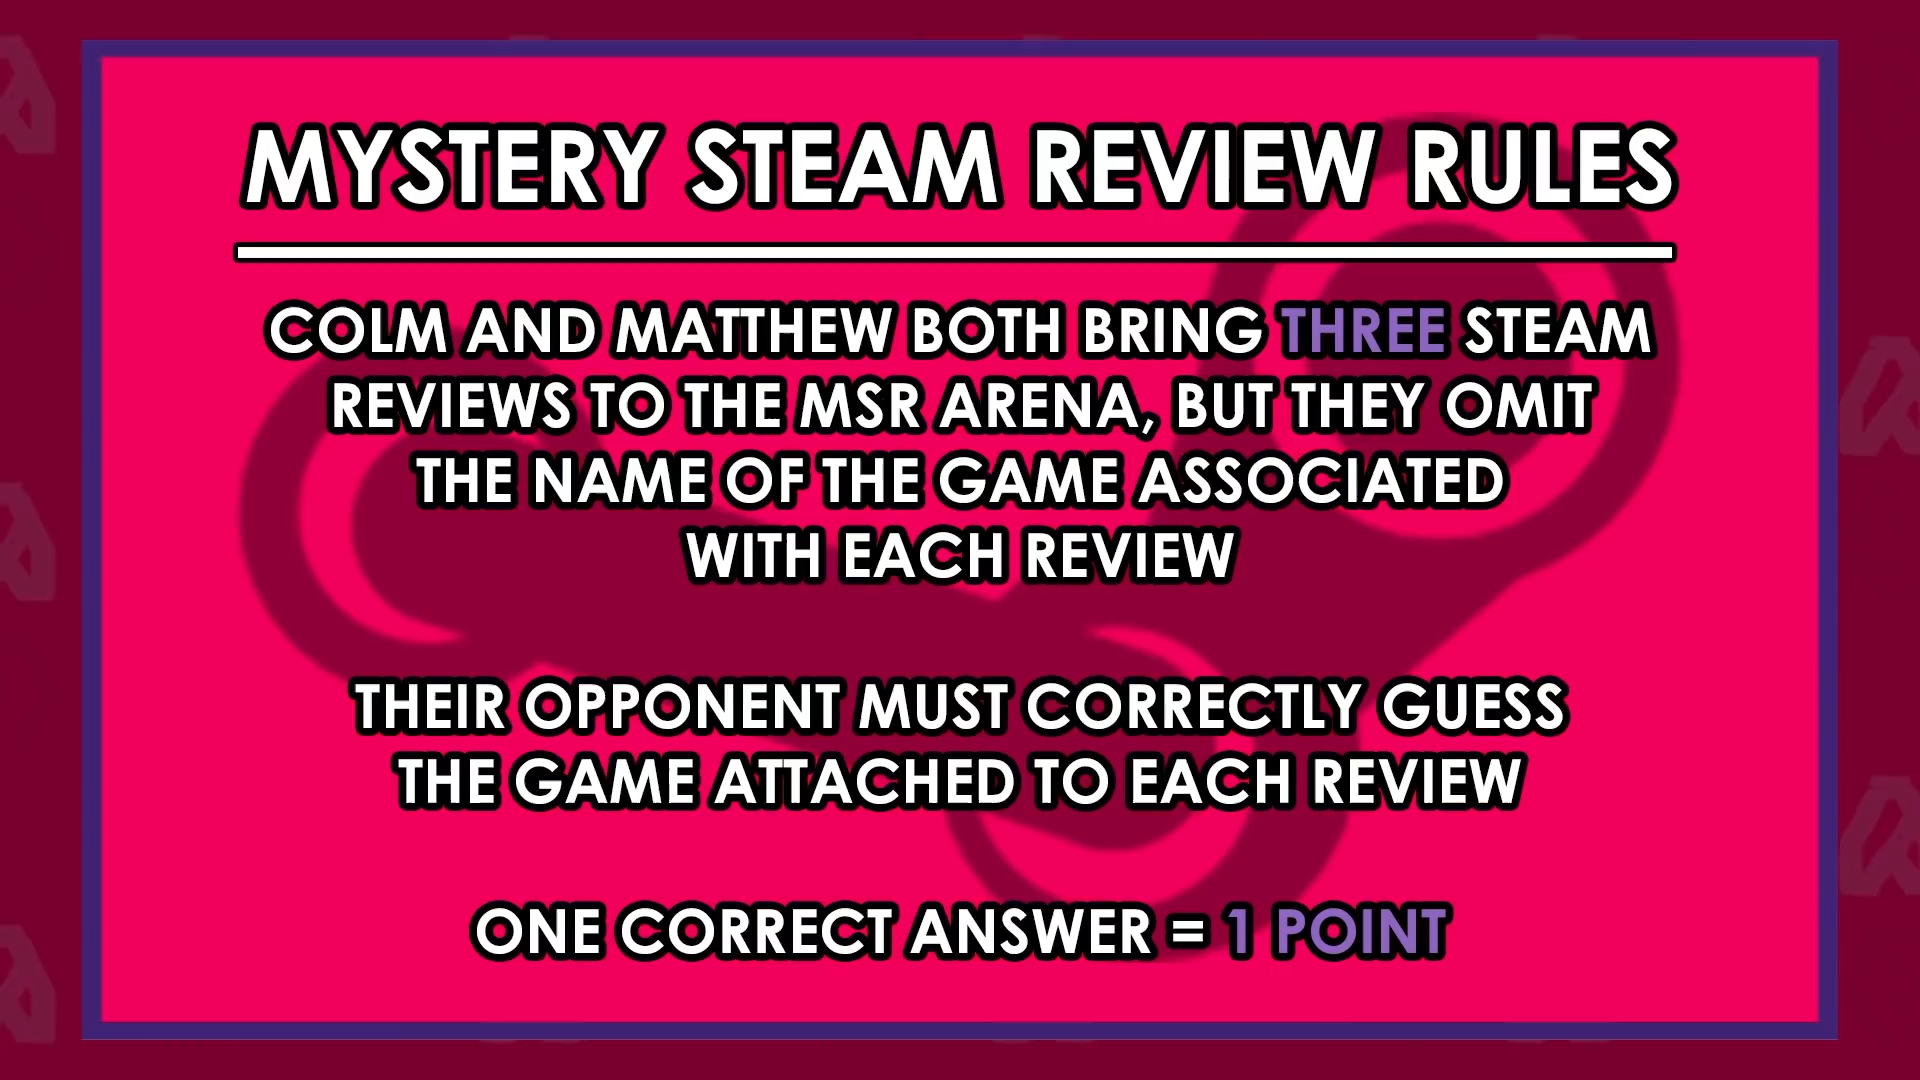 MYSTERY STEAM REVIEW RULES
COLM AND MATTHEW BOTH BRING THREE STEAM
REVIEWS TO THE MSR ARENA, BUT THEY OMIT
THE NAME OF THE GAME ASSOCIATED
WITH EACH REVIEW
THEIR OPPONENT MUST CORRECTLY GUESS
THE GAME ATTACHED TO EACH REVIEW
ONE CORRECT ANSWER = 1 POINT